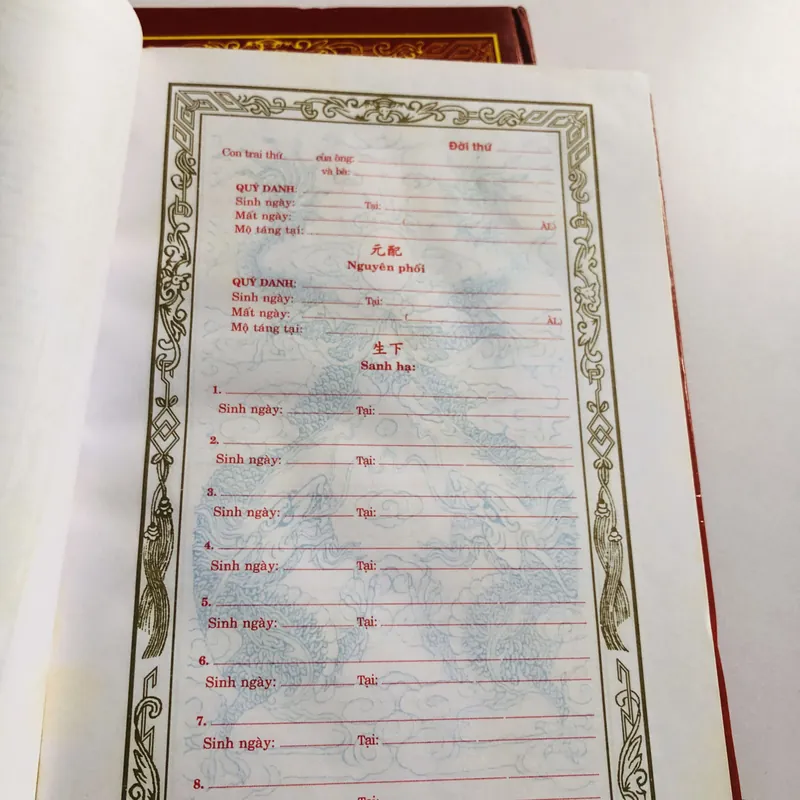 Đời thứ
Con trai thứ của ông:
và bà:
QUÝ DANH:
Sinh ngày: Tại:
Mất ngày: ( ÂL)
Mộ táng tại:
元配
Nguyên phối
QUÝ DANH:
Sinh ngày: Tại:
Mất ngày: ( ÂL)
Mộ táng tại:
生下
Sanh hạ:
1.
Sinh ngày: Tại:
2.
Sinh ngày: Tại:
3.
Sinh ngày: Tại:
4.
Sinh ngày: Tại:
5.
Sinh ngày: Tại:
6.
Sinh ngày: Tại:
7.
Sinh ngày: Tại:
8.
Tại: